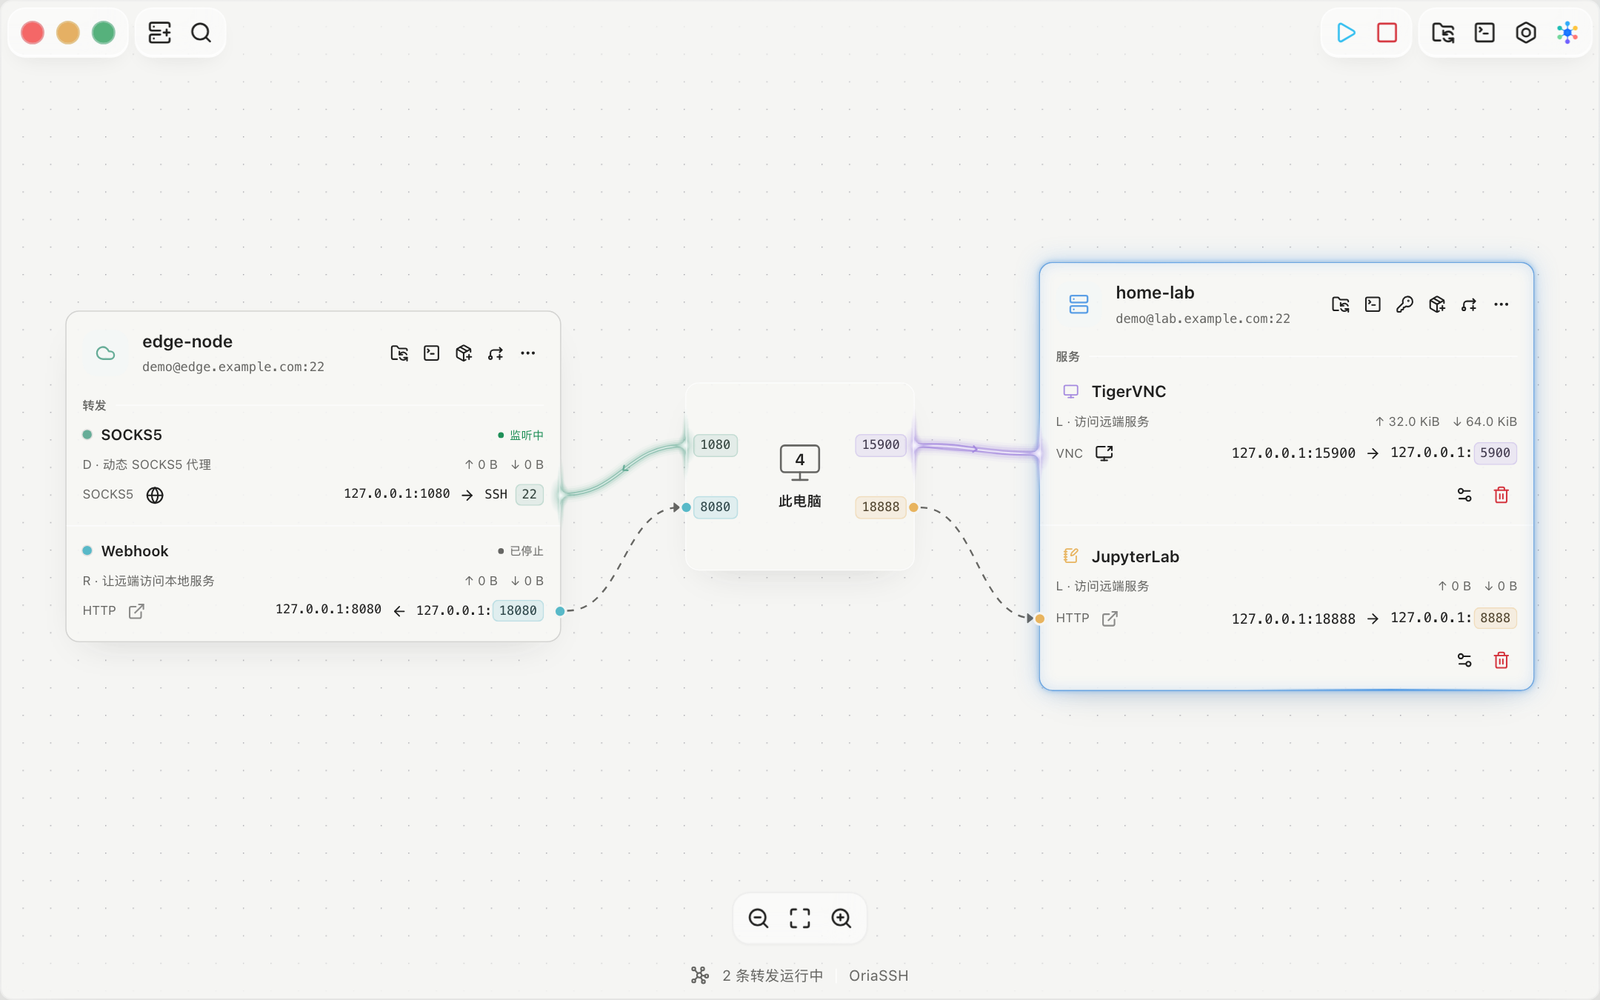 edge-node
demo@edge.example.com:22
转发
SOCKS5
监听中
D · 动态 SOCKS5 代理
↑ 0 B ↓ 0 B
SOCKS5
127.0.0.1:1080 → SSH 22
Webhook
已停止
R · 让远端访问本地服务
↑ 0 B ↓ 0 B
HTTP
127.0.0.1:8080 ← 127.0.0.1: 18080
1080
8080
4
此电脑
15900
18888
home-lab
demo@lab.example.com:22
服务
TigerVNC
L · 访问远端服务
↑ 32.0 KiB ↓ 64.0 KiB
VNC
127.0.0.1:15900 → 127.0.0.1: 5900
JupyterLab
L · 访问远端服务
↑ 0 B ↓ 0 B
HTTP
127.0.0.1:18888 → 127.0.0.1: 8888
2 条转发运行中
OriaSSH